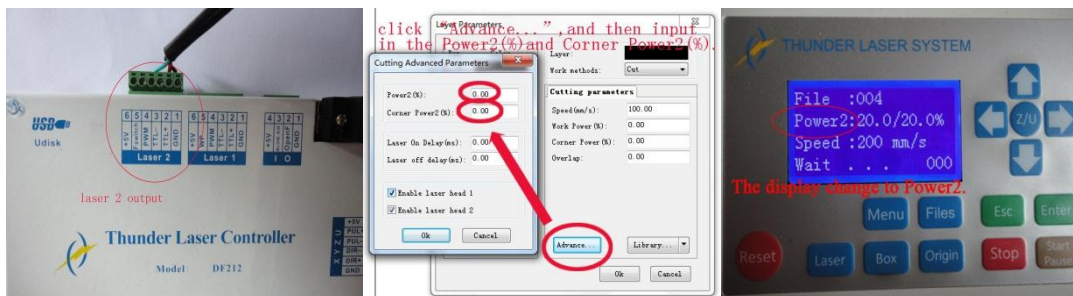 USB
Udisk
6 5 4 3 2 1
6 5 4 3 2 1
4 3 2 1
+5V
PWM
TTL-
TTL+
GND
+5V
WP
PWM
TTL-
TTL+
GND
+5V
OpenF
GND
Laser 2
Laser 1
I O
laser 2 output
Thunder Laser Controller
Model: DF212
X Y Z U
+5V
PUL+
PUL-
DIR-
DIR+
GND
click "Advance...",and then input
in the Power2(%)and Corner Power2(%).
Layer Parameters
Cutting Advanced Parameters
Power2(%): 0.00
Corner Power2(%): 0.00
Laser On Delay(ms): 0.00
Laser off delay(ms): 0.00
Enable laser head 1
Enable laser head 2
Ok
Cancel
Layer:
Work methods: Cut
Cutting parameters
Speed(mm/s): 100.00
Work Power(%): 0.00
Corner Power(%): 0.00
Overlap: 0.00
Advance...
Library...
Ok
Cancel
THUNDER LASER SYSTEM
File :004
Power2:20.0/20.0%
Speed :200 mm/s
Wait . . . 000
The display change to Power2.
Z/U
Menu
Files
Esc
Enter
Reset
Laser
Box
Origin
Stop
Start
Pause